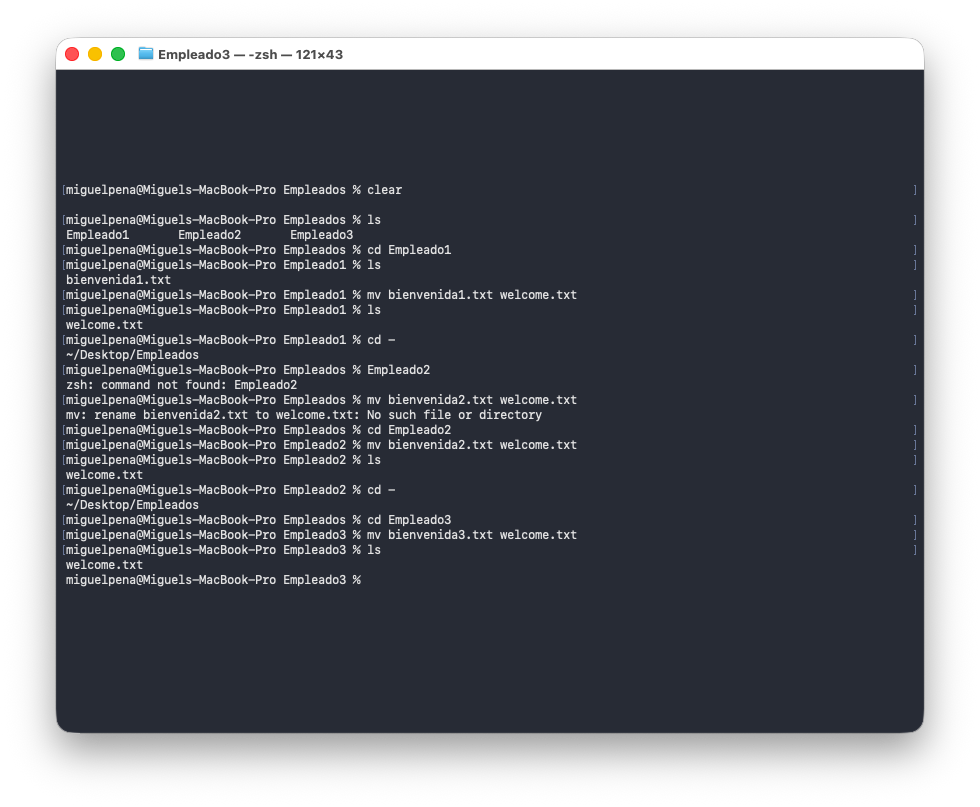 Empleado3 — -zsh — 121×43
[miguelpena@Miguels-MacBook-Pro Empleados % clear ]
[miguelpena@Miguels-MacBook-Pro Empleados % ls ]
Empleado1 Empleado2 Empleado3
[miguelpena@Miguels-MacBook-Pro Empleados % cd Empleado1 ]
[miguelpena@Miguels-MacBook-Pro Empleado1 % ls ]
bienvenida1.txt
[miguelpena@Miguels-MacBook-Pro Empleado1 % mv bienvenida1.txt welcome.txt ]
[miguelpena@Miguels-MacBook-Pro Empleado1 % ls ]
welcome.txt
[miguelpena@Miguels-MacBook-Pro Empleado1 % cd - ]
~/Desktop/Empleados
[miguelpena@Miguels-MacBook-Pro Empleados % Empleado2 ]
zsh: command not found: Empleado2
[miguelpena@Miguels-MacBook-Pro Empleados % mv bienvenida2.txt welcome.txt ]
mv: rename bienvenida2.txt to welcome.txt: No such file or directory
[miguelpena@Miguels-MacBook-Pro Empleados % cd Empleado2 ]
[miguelpena@Miguels-MacBook-Pro Empleado2 % mv bienvenida2.txt welcome.txt ]
[miguelpena@Miguels-MacBook-Pro Empleado2 % ls ]
welcome.txt
[miguelpena@Miguels-MacBook-Pro Empleado2 % cd - ]
~/Desktop/Empleados
[miguelpena@Miguels-MacBook-Pro Empleados % cd Empleado3 ]
[miguelpena@Miguels-MacBook-Pro Empleado3 % mv bienvenida3.txt welcome.txt ]
[miguelpena@Miguels-MacBook-Pro Empleado3 % ls ]
welcome.txt
miguelpena@Miguels-MacBook-Pro Empleado3 %